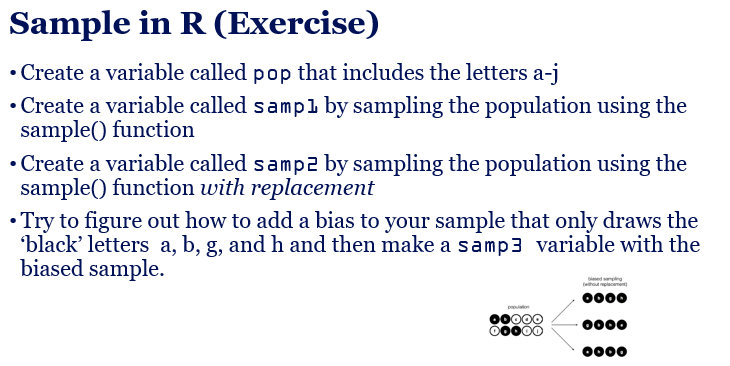 Sample in R (Exercise)
• Create a variable called pop that includes the letters a-j
• Create a variable called samp1 by sampling the population using the
sample() function
• Create a variable called samp2 by sampling the population using the
sample() function with replacement
• Try to figure out how to add a bias to your sample that only draws the
‘black’ letters a, b, g, and h and then make a samp3 variable with the
biased sample.
biased sampling
(without replacement)
population